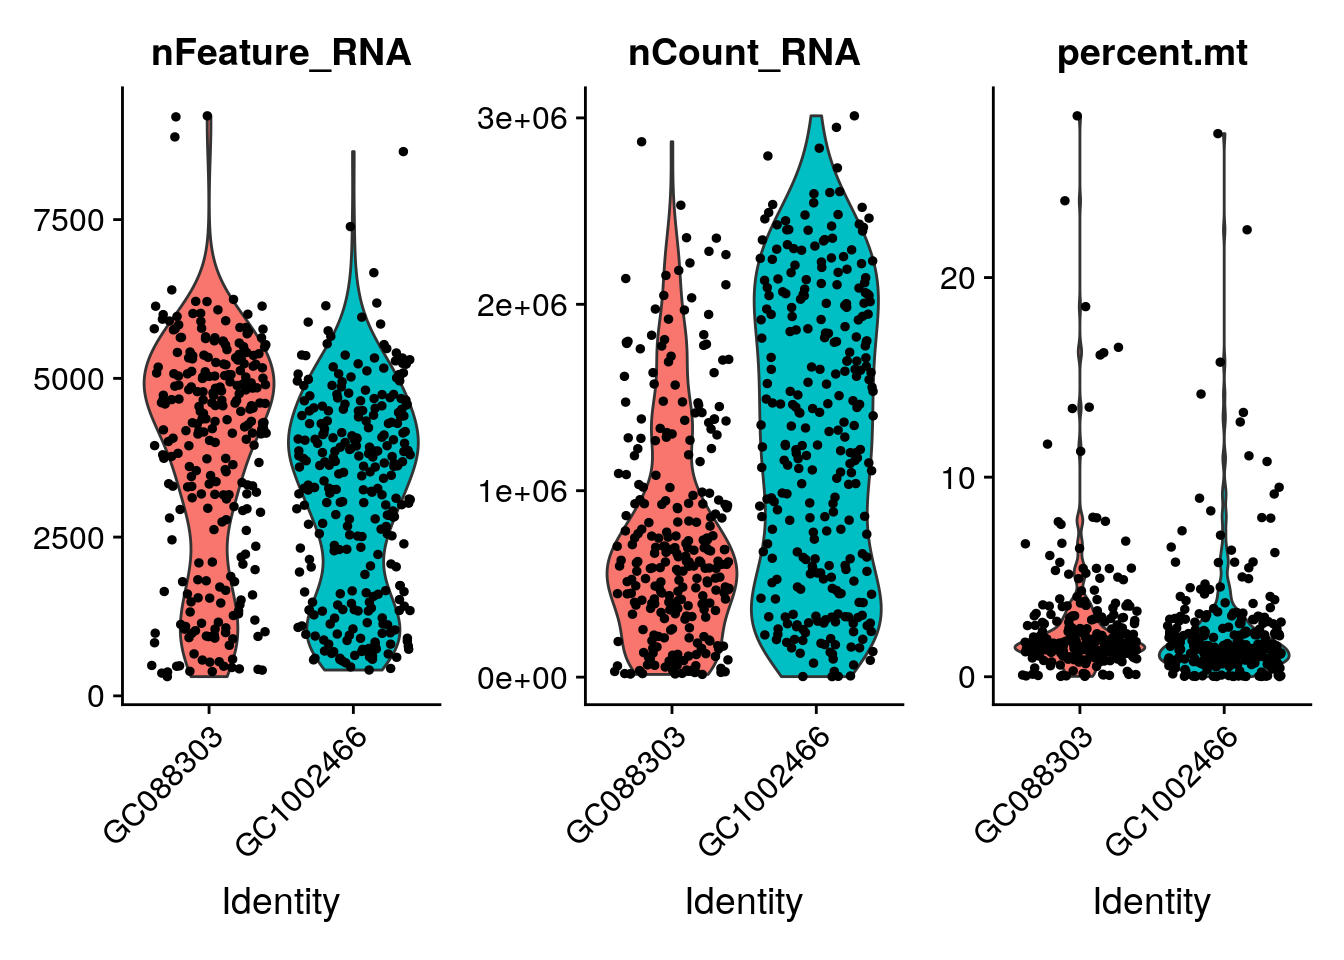 nFeature_RNA
7500
5000
2500
0
GC088303
GC1002466
Identity
nCount_RNA
3e+06
2e+06
1e+06
0e+00
GC088303
GC1002466
Identity
percent.mt
20
10
0
GC088303
GC1002466
Identity